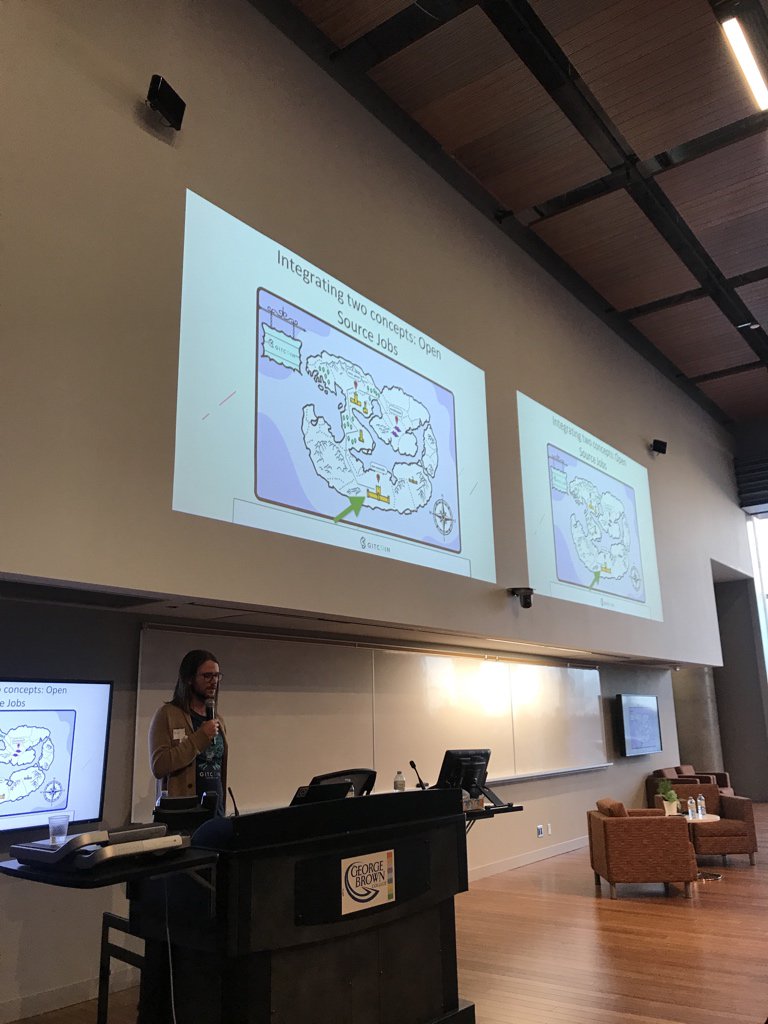 Integrating two concepts: Open
Source Jobs
GITCOIN
GITCOIN
Integrating two concepts: Open
Source Jobs
o concepts: Open
e Jobs
GITCOIN
GEORGE
BROWN
COLLEGE